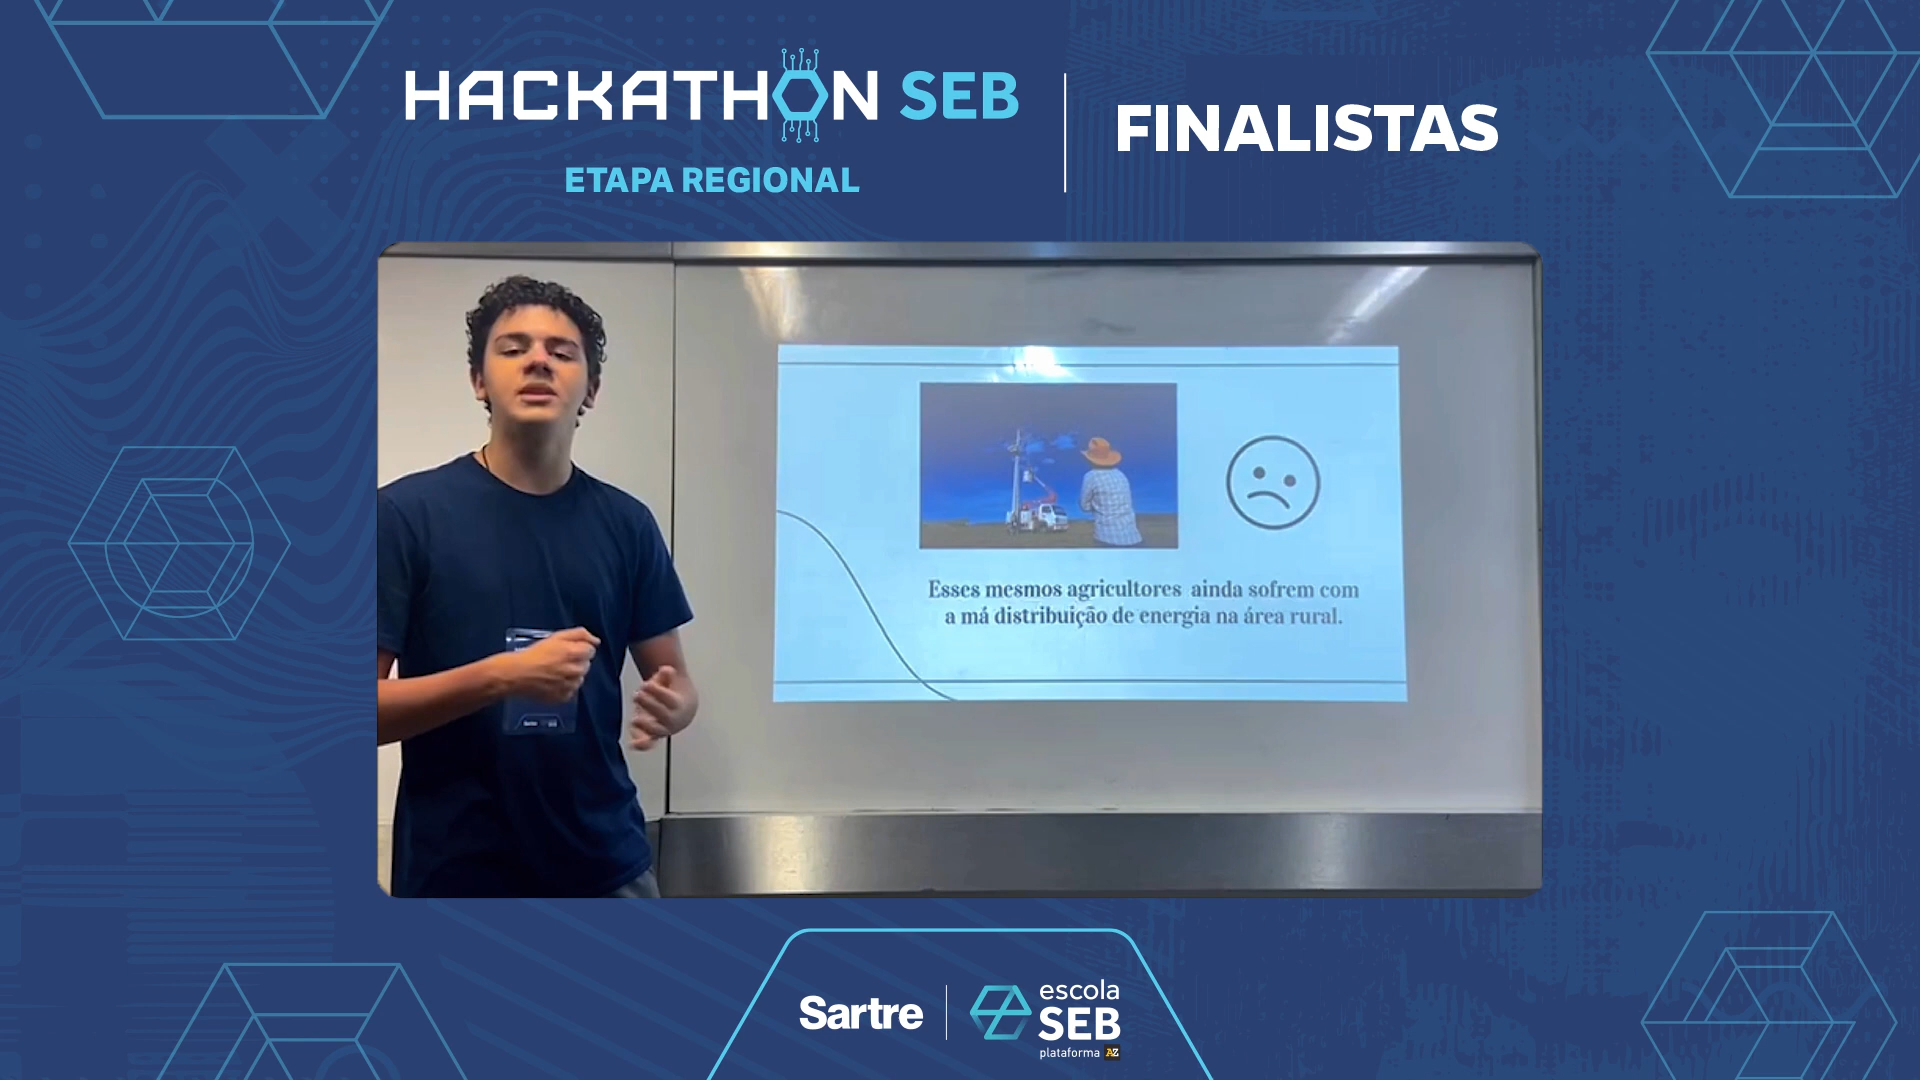 HACKATHON SEB
ETAPA REGIONAL
FINALISTAS
Esses mesmos agricultores ainda sofrem com
a má distribuição de energia na área rural.
Sartre
escola
SEB
plataforma AZ